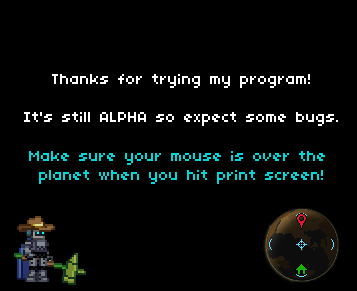 Thanks for trying my program!
It's still ALPHA so expect some bugs.
Make sure your mouse is over the
planet when you hit print screen!